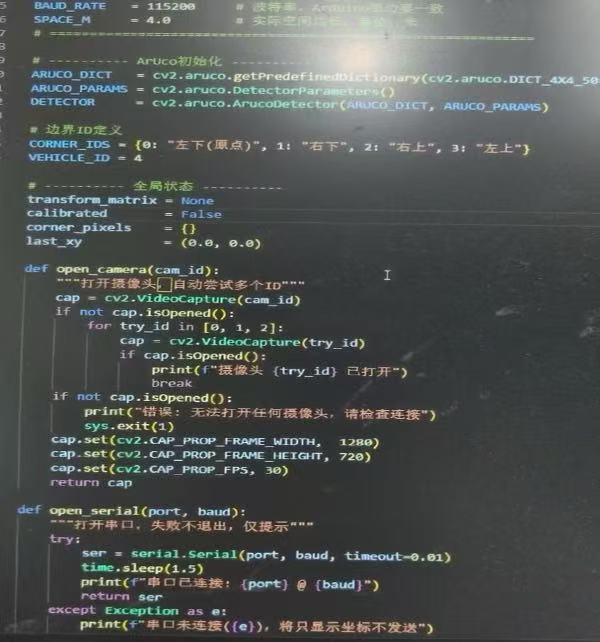 BAUD_RATE = 115200 # 波特率，Arduino里也要一致
SPACE_M = 4.0 # 实际空间
# ==================================================
# ---------- ArUco初始化 ----------
ARUCO_DICT = cv2.aruco.getPredefinedDictionary(cv2.aruco.DICT_4X4_50
ARUCO_PARAMS = cv2.aruco.DetectorParameters()
DETECTOR = cv2.aruco.ArucoDetector(ARUCO_DICT, ARUCO_PARAMS)
# 边界ID定义
CORNER_IDS = {0: "左下(原点)", 1: "右下", 2: "右上", 3: "左上"}
VEHICLE_ID = 4
# ---------- 全局状态 ----------
transform_matrix = None
calibrated = False
corner_pixels = {}
last_xy = (0.0, 0.0)
def open_camera(cam_id):
"""打开摄像头，自动尝试多个ID"""
cap = cv2.VideoCapture(cam_id)
if not cap.isOpened():
for try_id in [0, 1, 2]:
cap = cv2.VideoCapture(try_id)
if cap.isOpened():
print(f"摄像头 {try_id} 已打开")
break
if not cap.isOpened():
print("错误: 无法打开任何摄像头，请检查连接")
sys.exit(1)
cap.set(cv2.CAP_PROP_FRAME_WIDTH, 1280)
cap.set(cv2.CAP_PROP_FRAME_HEIGHT, 720)
cap.set(cv2.CAP_PROP_FPS, 30)
return cap
def open_serial(port, baud):
"""打开串口，失败不退出，仅提示"""
try:
ser = serial.Serial(port, baud, timeout=0.01)
time.sleep(1.5)
print(f"串口已连接: {port} @ {baud}")
return ser
except Exception as e:
print(f"串口未连接({e})，将只显示坐标不发送")